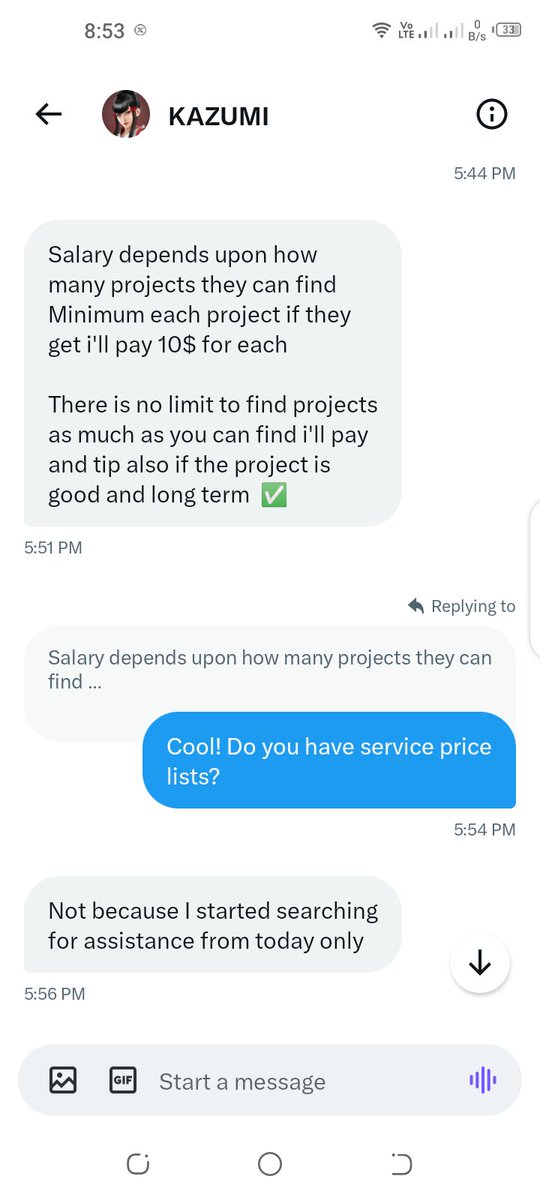 8:53
Vo
LTE
0
B/s
33
KAZUMI
5:44 PM
Salary depends upon how
many projects they can find
Minimum each project if they
get i'll pay 10$ for each
There is no limit to find projects
as much as you can find i'll pay
and tip also if the project is
good and long term ✅
5:51 PM
Replying to
Salary depends upon how many projects they can
find ...
Cool! Do you have service price
lists?
5:54 PM
Not because I started searching
for assistance from today only
5:56 PM
GIF
Start a message